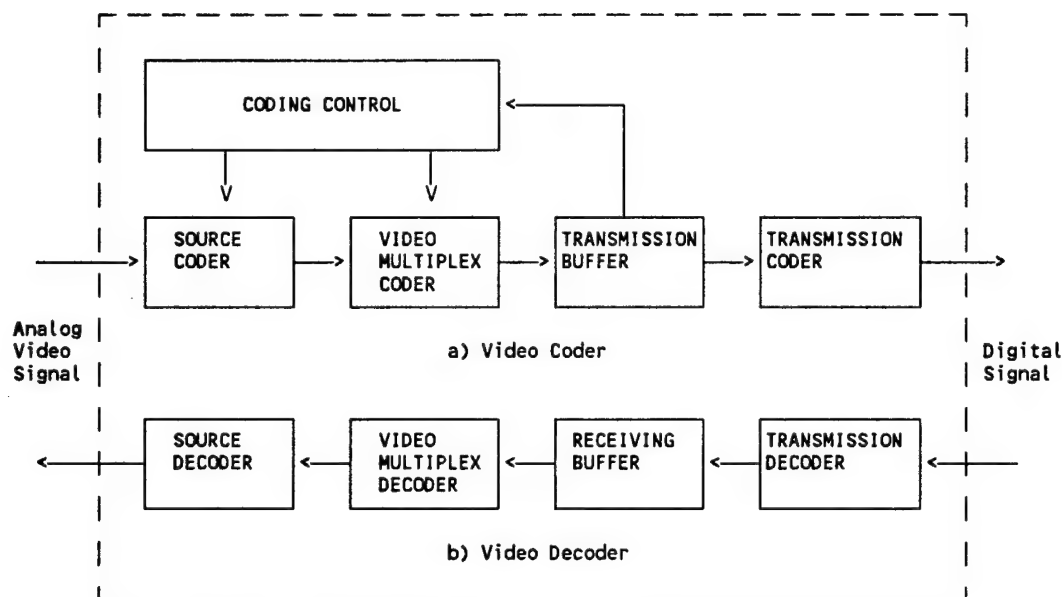 CODING CONTROL
SOURCE
CODER
VIDEO
MULTIPLEX
CODER
TRANSMISSION
BUFFER
TRANSMISSION
CODER
Analog
Video
Signal
a) Video Coder
Digital
Signal
SOURCE
DECODER
VIDEO
MULTIPLEX
DECODER
RECEIVING
BUFFER
TRANSMISSION
DECODER
b) Video Decoder